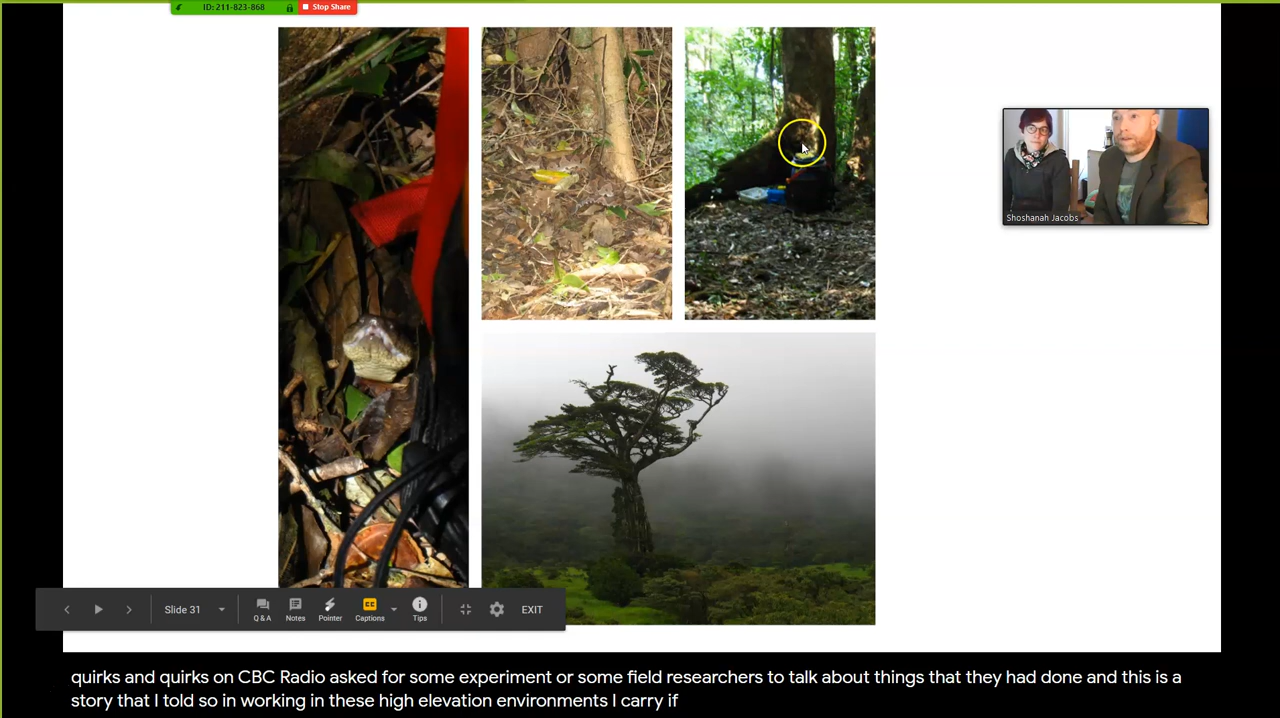 ID: 211-823-868
Stop Share
Shoshanah Jacobs
Slide 31
Q & A
Notes
Pointer
CC
Captions
Tips
EXIT
quirks and quirks on CBC Radio asked for some experiment or some field researchers to talk about things that they had done and this is a
story that I told so in working in these high elevation environments I carry if